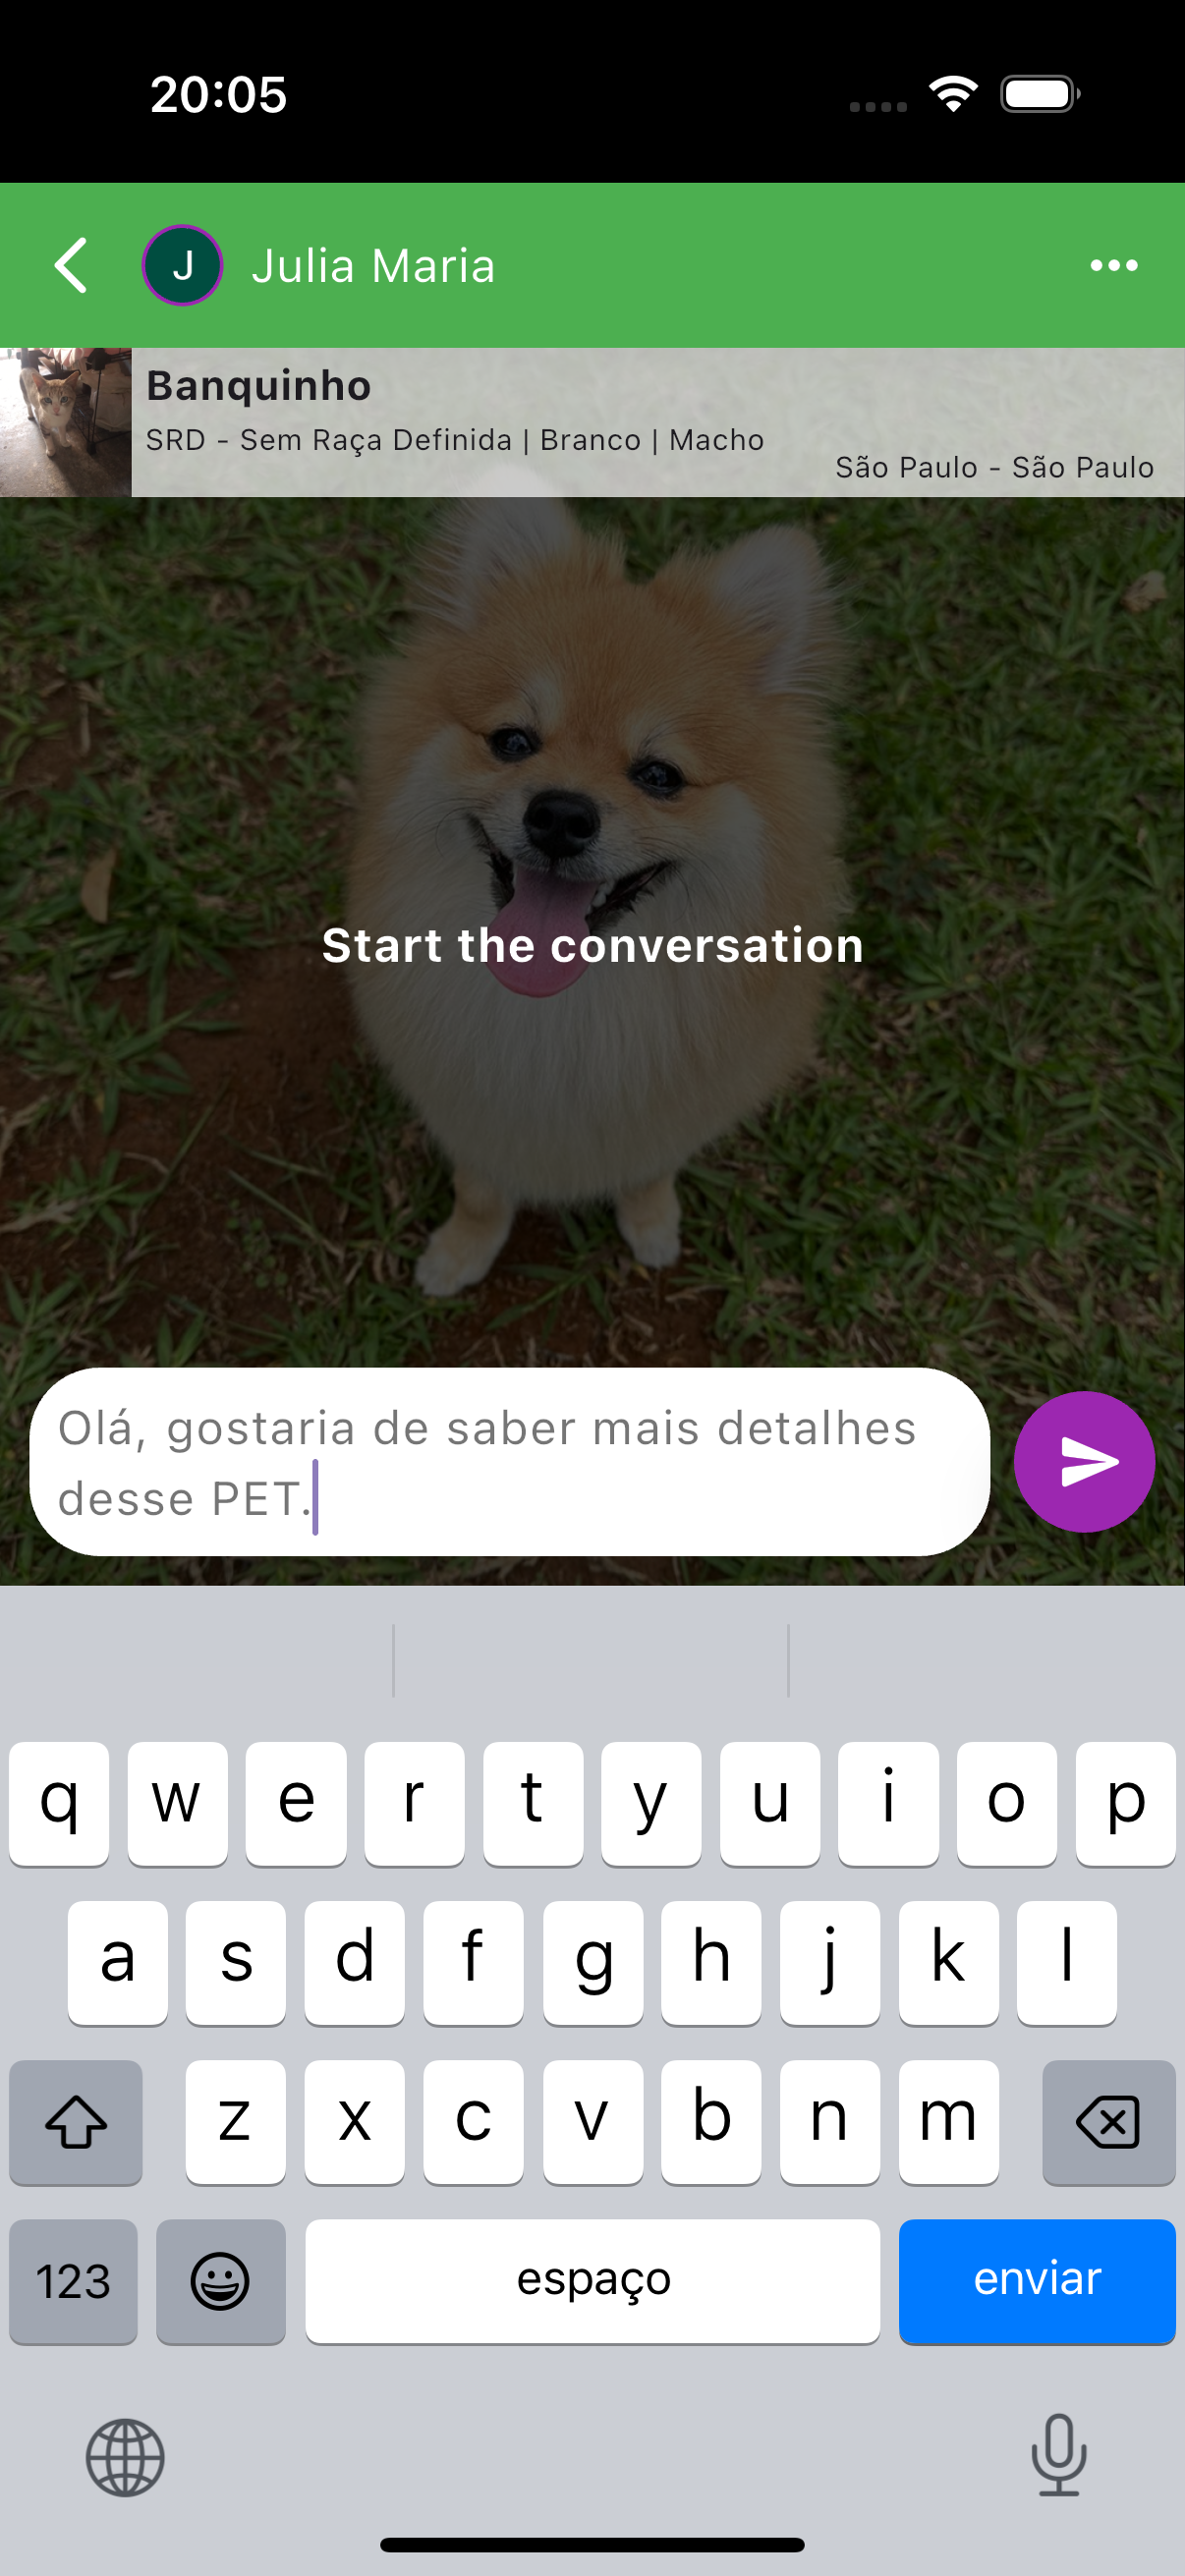 20:05
J
Julia Maria
Banquinho
SRD - Sem Raça Definida | Branco | Macho
São Paulo - São Paulo
Start the conversation
Olá, gostaria de saber mais detalhes
desse PET.
q w e r t y u i o p
a s d f g h j k l
z x c v b n m
123
espaço
enviar